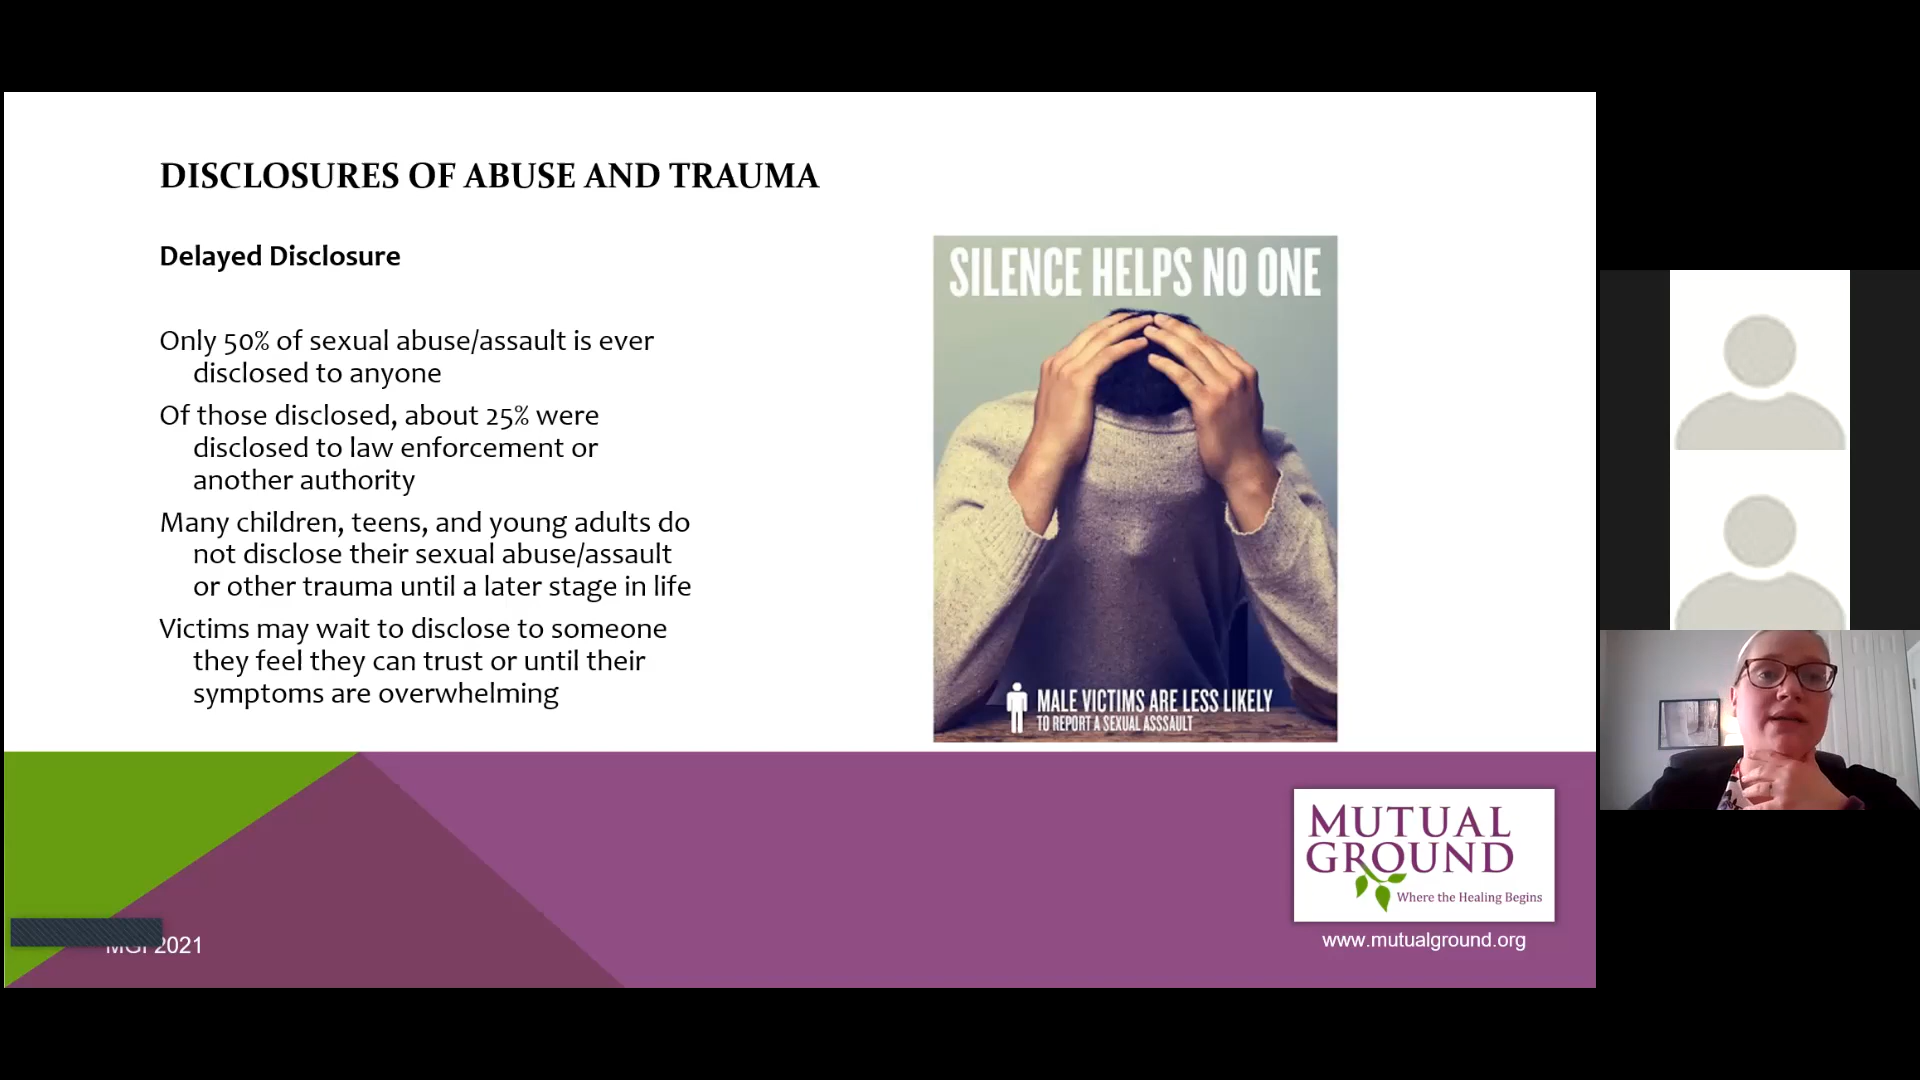 DISCLOSURES OF ABUSE AND TRAUMA
Delayed Disclosure
Only 50% of sexual abuse/assault is ever
disclosed to anyone
Of those disclosed, about 25% were
disclosed to law enforcement or
another authority
Many children, teens, and young adults do
not disclose their sexual abuse/assault
or other trauma until a later stage in life
Victims may wait to disclose to someone
they feel they can trust or until their
symptoms are overwhelming
SILENCE HELPS NO ONE
MALE VICTIMS ARE LESS LIKELY
TO REPORT A SEXUAL ASSSAULT
MUTUAL
GROUND
Where the Healing Begins
www.mutualground.org
2021